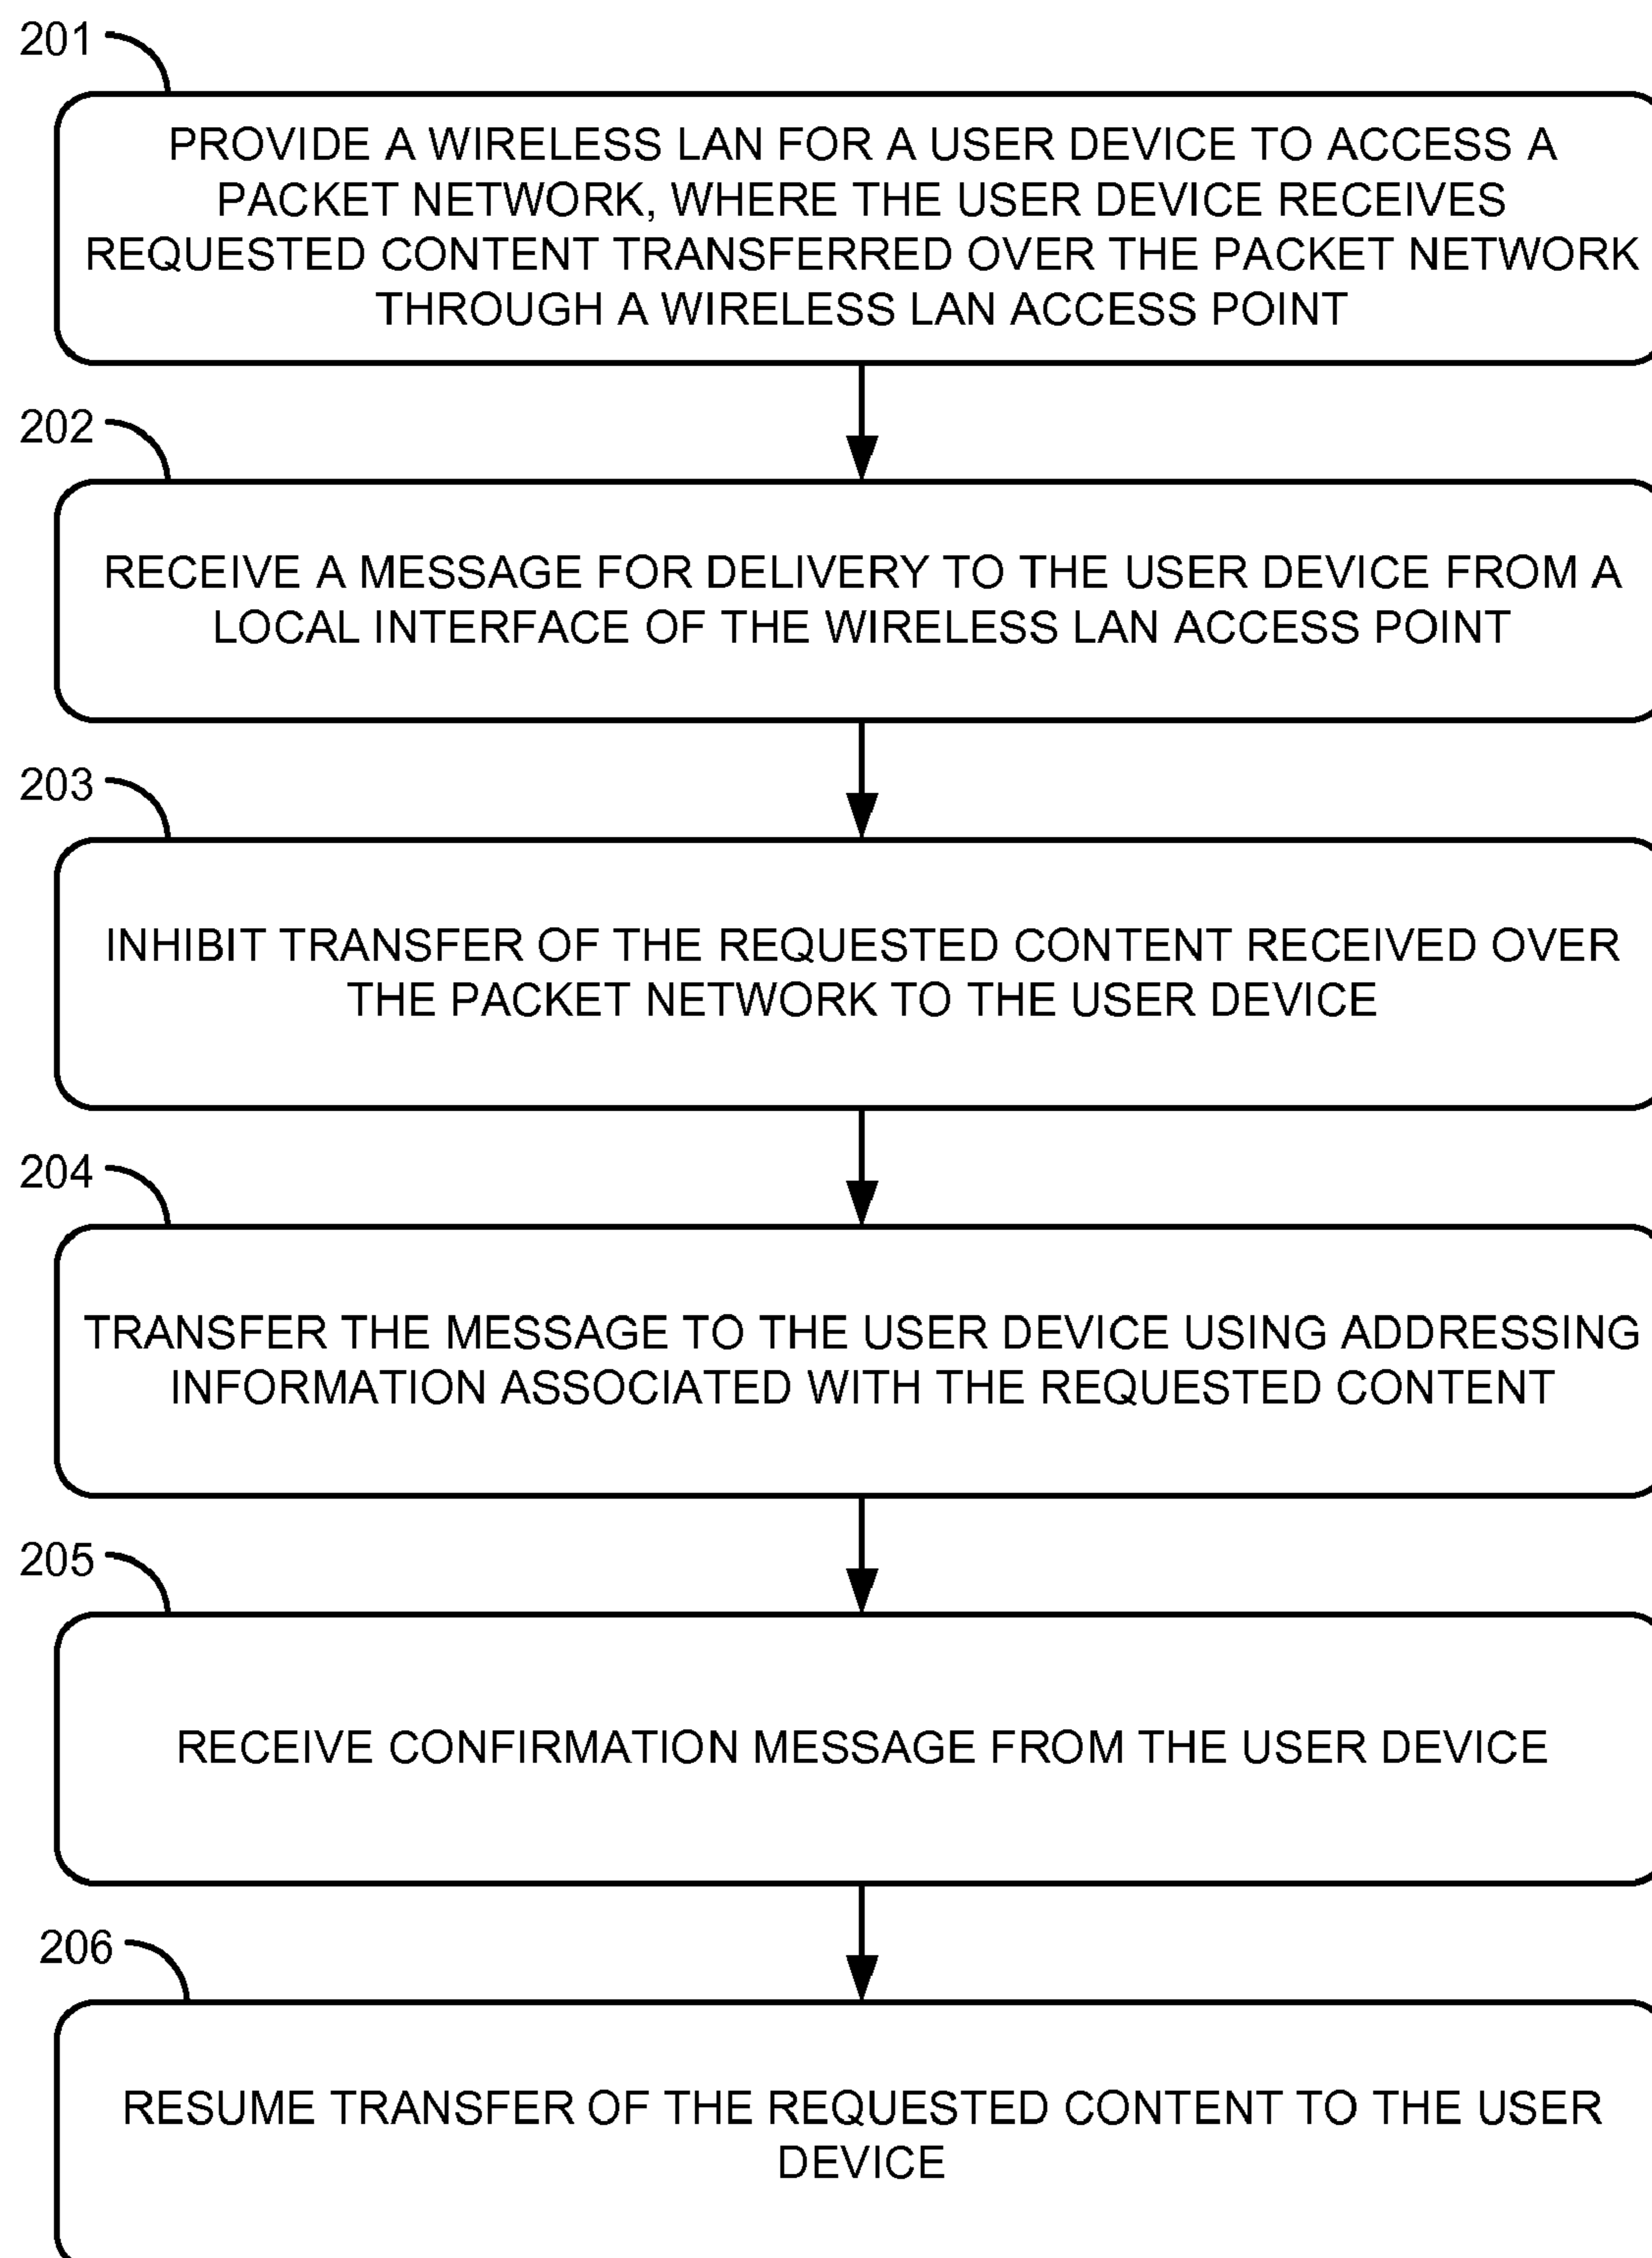 201
PROVIDE A WIRELESS LAN FOR A USER DEVICE TO ACCESS A
PACKET NETWORK, WHERE THE USER DEVICE RECEIVES
REQUESTED CONTENT TRANSFERRED OVER THE PACKET NETWORK
THROUGH A WIRELESS LAN ACCESS POINT
202
RECEIVE A MESSAGE FOR DELIVERY TO THE USER DEVICE FROM A
LOCAL INTERFACE OF THE WIRELESS LAN ACCESS POINT
203
INHIBIT TRANSFER OF THE REQUESTED CONTENT RECEIVED OVER
THE PACKET NETWORK TO THE USER DEVICE
204
TRANSFER THE MESSAGE TO THE USER DEVICE USING ADDRESSING
INFORMATION ASSOCIATED WITH THE REQUESTED CONTENT
205
RECEIVE CONFIRMATION MESSAGE FROM THE USER DEVICE
206
RESUME TRANSFER OF THE REQUESTED CONTENT TO THE USER
DEVICE